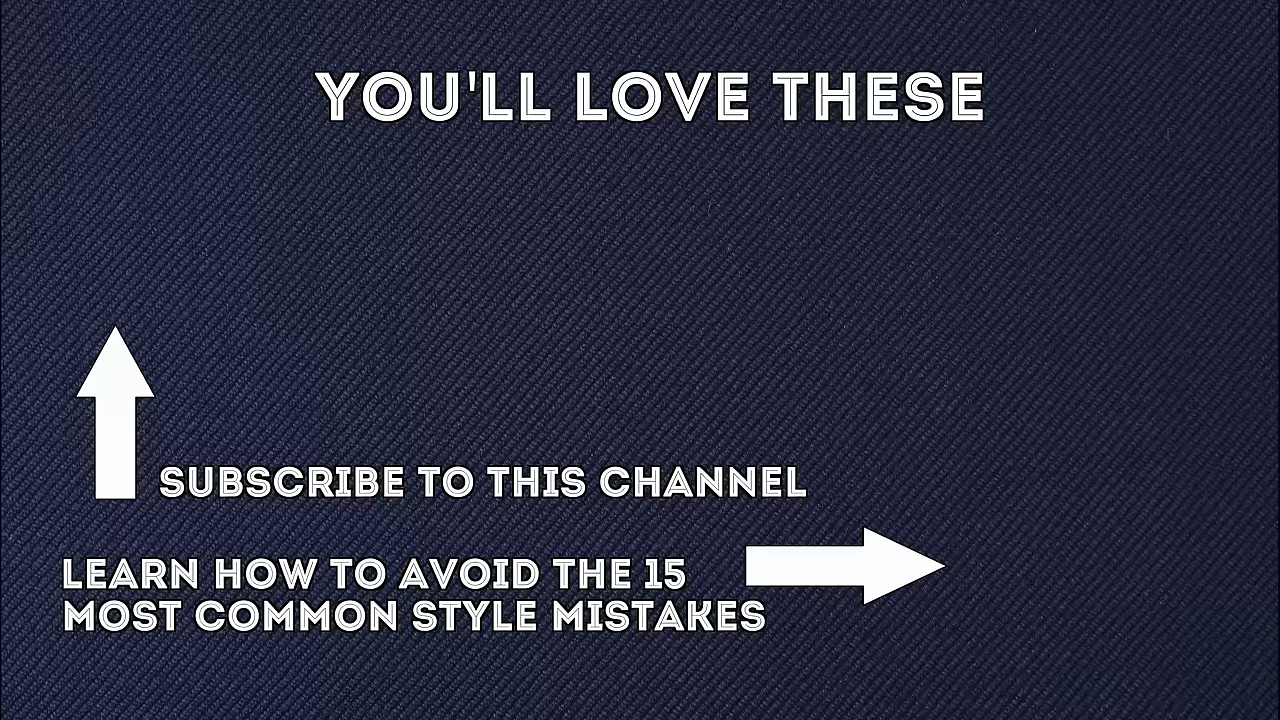 YOU'LL LOVE THESE
SUBSCRIBE TO THIS CHANNEL
LEARN HOW TO AVOID THE 15
MOST COMMON STYLE MISTAKES